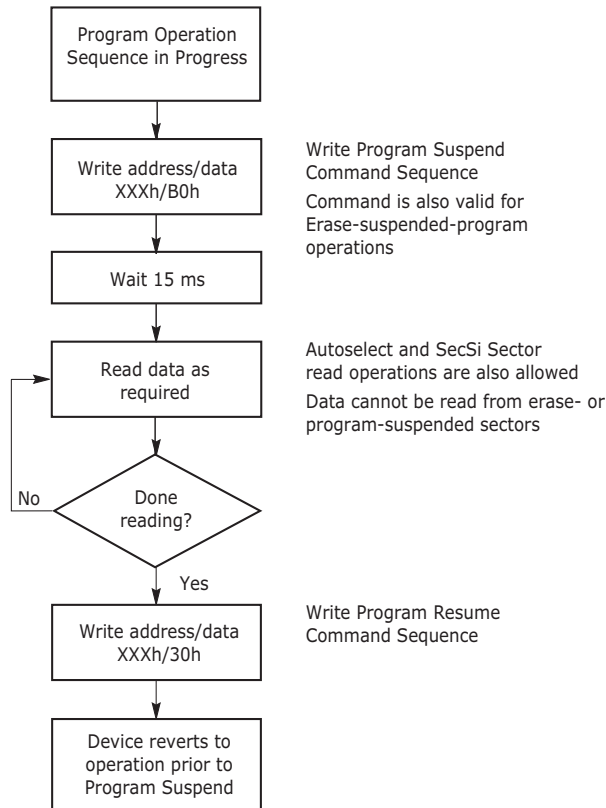 Program Operation
Sequence in Progress
Write address/data
XXXh/B0h
Write Program Suspend
Command Sequence
Command is also valid for
Erase-suspended-program
operations
Wait 15 ms
Read data as
required
Autoselect and SecSi Sector
read operations are also allowed
Data cannot be read from erase- or
program-suspended sectors
No
Done
reading?
Yes
Write address/data
XXXh/30h
Write Program Resume
Command Sequence
Device reverts to
operation prior to
Program Suspend